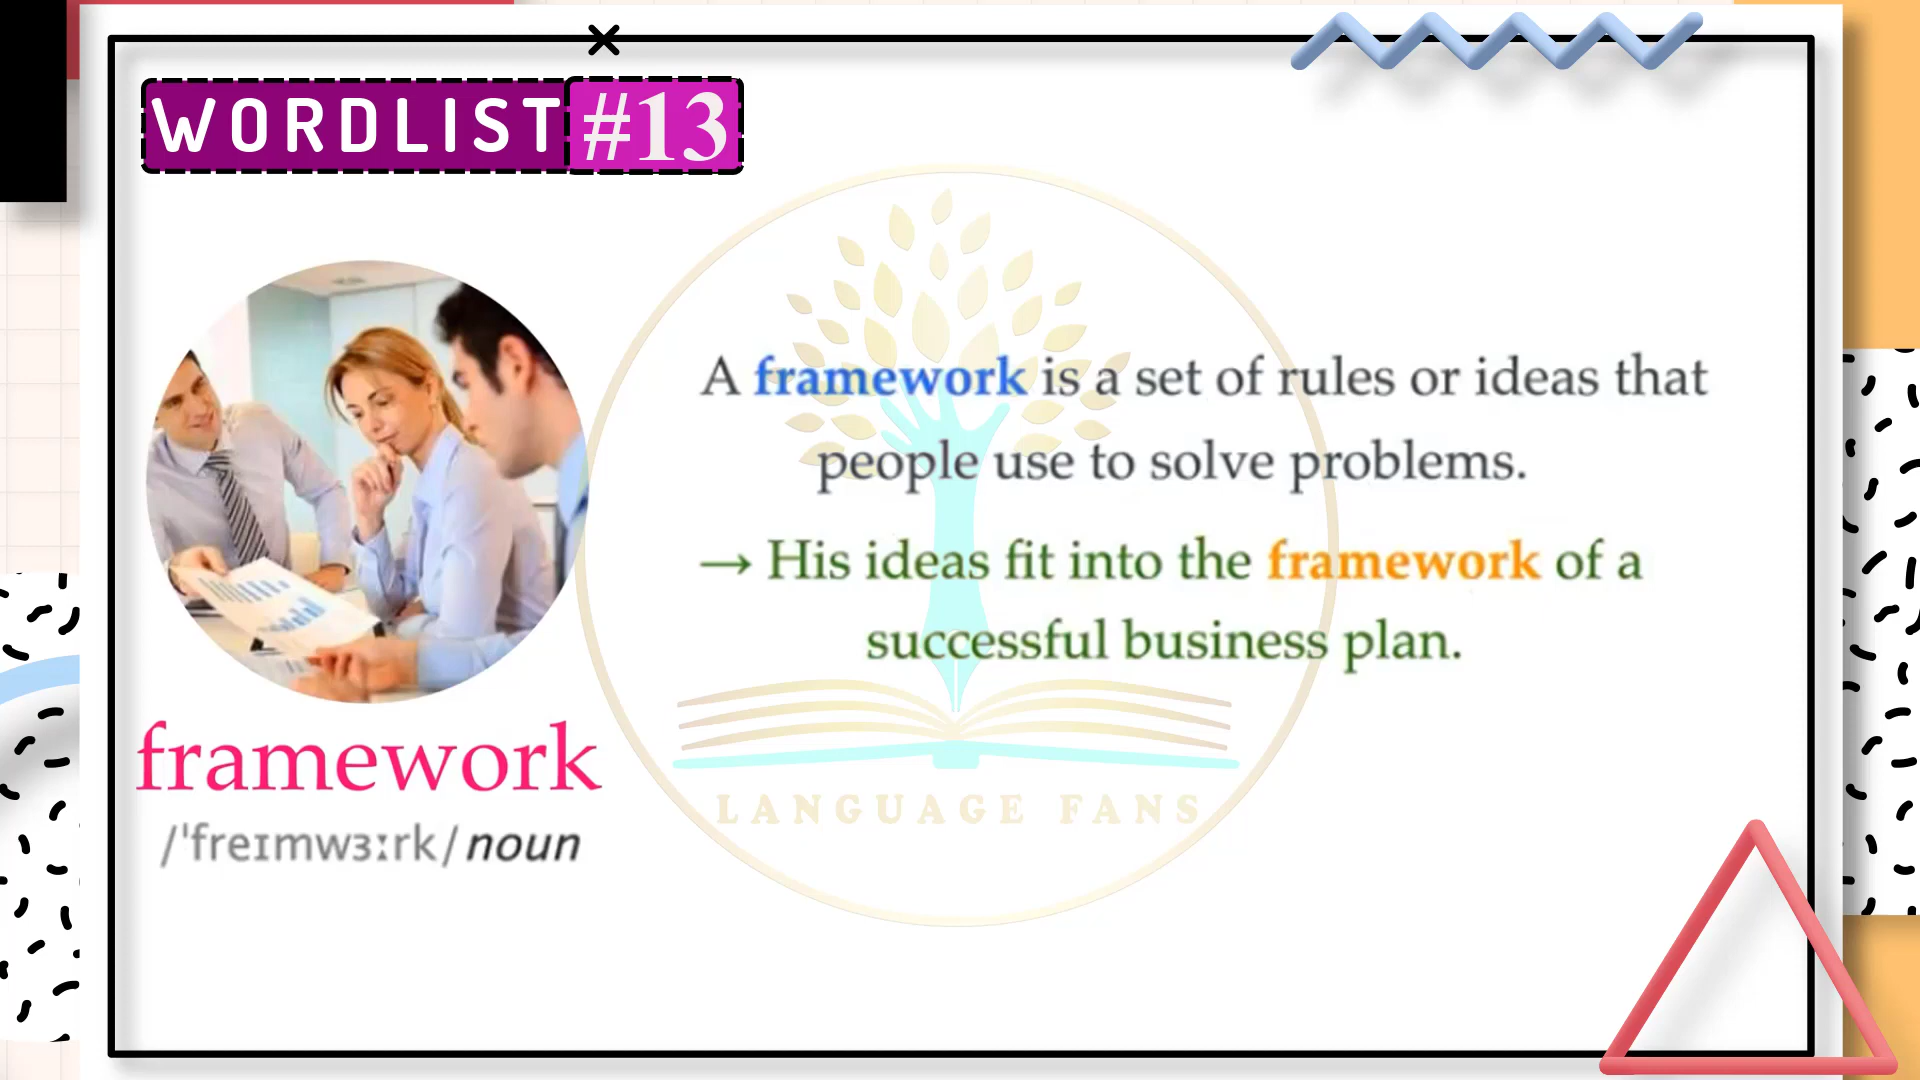 WORDLIST #13
A framework is a set of rules or ideas that
people use to solve problems.
→ His ideas fit into the framework of a
successful business plan.
framework
/ˈfreɪmwɜːrk/ noun
LANGUAGE FANS